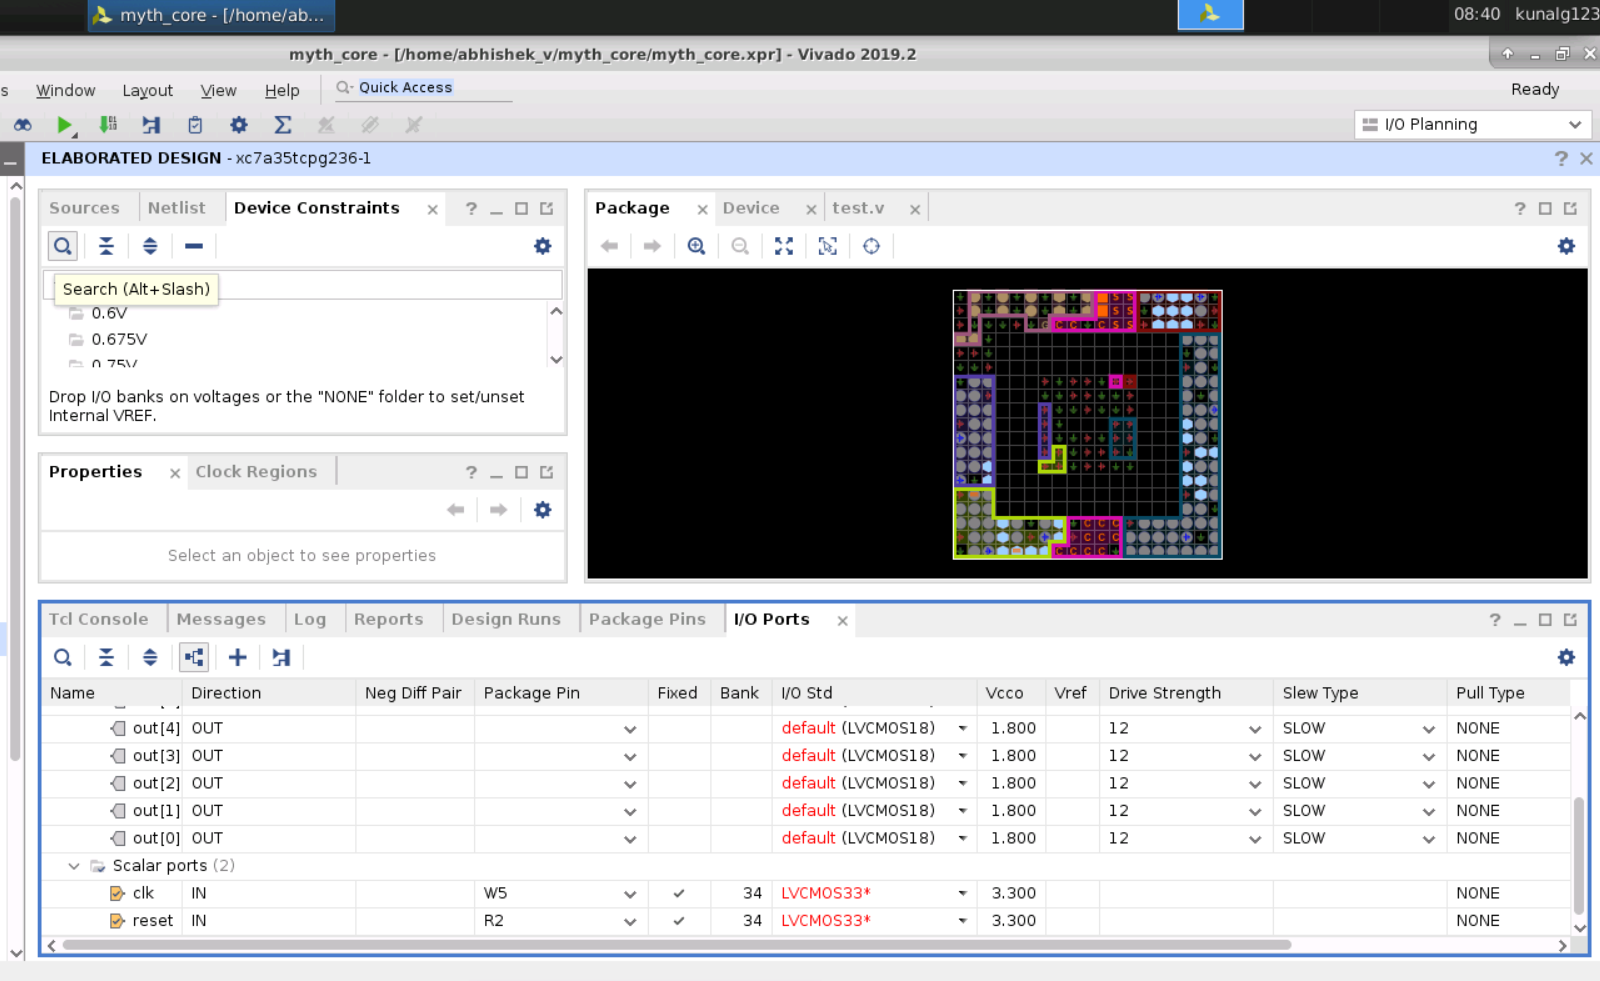 myth_core - [/home/ab...
08:40 kunalg123
myth_core - [/home/abhishek_v/myth_core/myth_core.xpr] - Vivado 2019.2
s Window Layout View Help Quick Access
Ready
I/O Planning
ELABORATED DESIGN - xc7a35tcpg236-1
Sources Netlist Device Constraints
Search (Alt+Slash)
0.6V
0.675V
0.75V
Drop I/O banks on voltages or the "NONE" folder to set/unset
Internal VREF.
Properties Clock Regions
Select an object to see properties
Package Device test.v
Tcl Console Messages Log Reports Design Runs Package Pins I/O Ports
Name Direction Neg Diff Pair Package Pin Fixed Bank I/O Std Vcco Vref Drive Strength Slew Type Pull Type
out[4] OUT default (LVCMOS18) 1.800 12 SLOW NONE
out[3] OUT default (LVCMOS18) 1.800 12 SLOW NONE
out[2] OUT default (LVCMOS18) 1.800 12 SLOW NONE
out[1] OUT default (LVCMOS18) 1.800 12 SLOW NONE
out[0] OUT default (LVCMOS18) 1.800 12 SLOW NONE
Scalar ports (2)
clk IN W5 34 LVCMOS33* 3.300 NONE
reset IN R2 34 LVCMOS33* 3.300 NONE